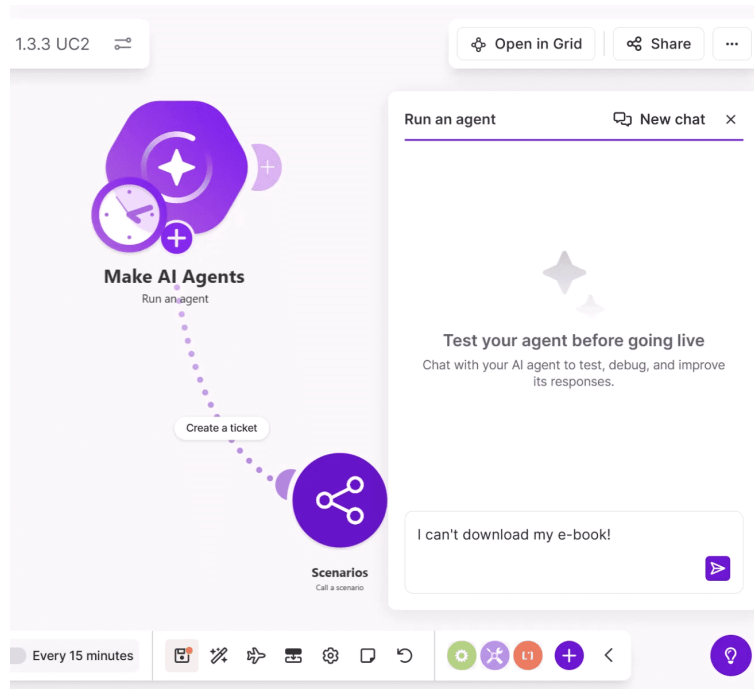 1.3.3 UC2
Open in Grid
Share
Run an agent
New chat
Make AI Agents
Run an agent
Test your agent before going live
Chat with your AI agent to test, debug, and improve
its responses.
Create a ticket
I can't download my e-book!
Scenarios
Call a scenario
Every 15 minutes